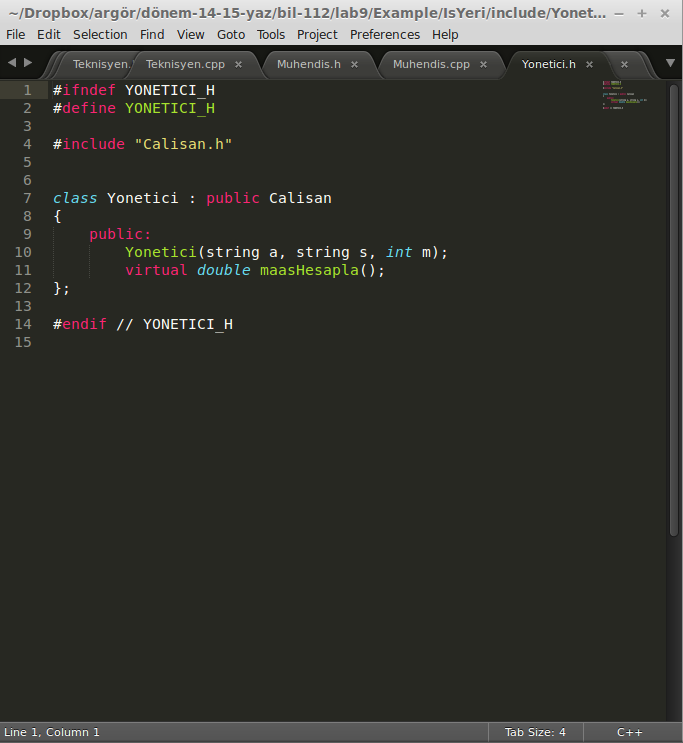 ~/Dropbox/argör/dönem-14-15-yaz/bil-112/lab9/Example/IsYeri/include/Yonet...
File Edit Selection Find View Goto Tools Project Preferences Help
Teknisyen. Teknisyen.cpp Muhendis.h Muhendis.cpp Yonetici.h
1 #ifndef YONETICI_H
2 #define YONETICI_H
3
4 #include "Calisan.h"
5
6
7 class Yonetici : public Calisan
8 {
9 public:
10 Yonetici(string a, string s, int m);
11 virtual double maasHesapla();
12 };
13
14 #endif // YONETICI_H
15
Line 1, Column 1 Tab Size: 4 C++